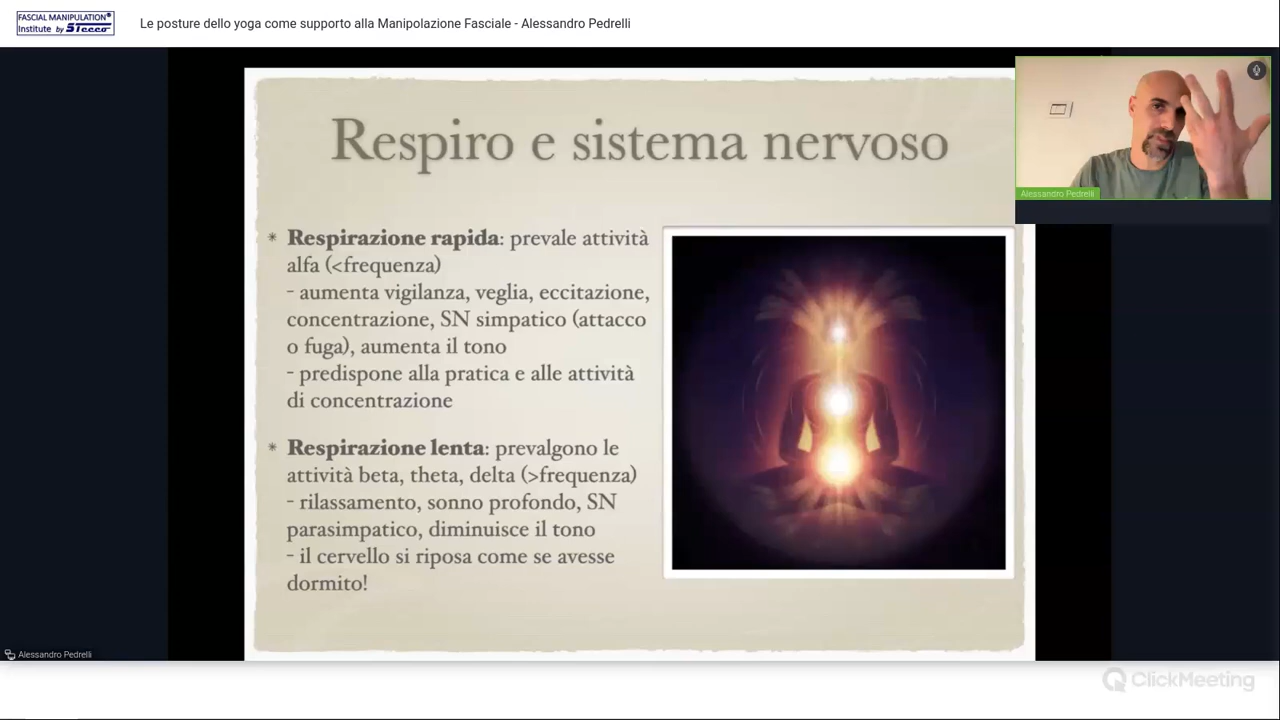 FASCIAL MANIPULATION®
Institute by Stecco
Le posture dello yoga come supporto alla Manipolazione Fasciale - Alessandro Pedrelli
Alessandro Pedrelli
Respiro e sistema nervoso
* Respirazione rapida: prevale attività
alfa (<frequenza)
- aumenta vigilanza, veglia, eccitazione,
concentrazione, SN simpatico (attacco
o fuga), aumenta il tono
- predispone alla pratica e alle attività
di concentrazione
* Respirazione lenta: prevalgono le
attività beta, theta, delta (>frequenza)
- rilassamento, sonno profondo, SN
parasimpatico, diminuisce il tono
- il cervello si riposa come se avesse
dormito!
Alessandro Pedrelli
ClickMeeting